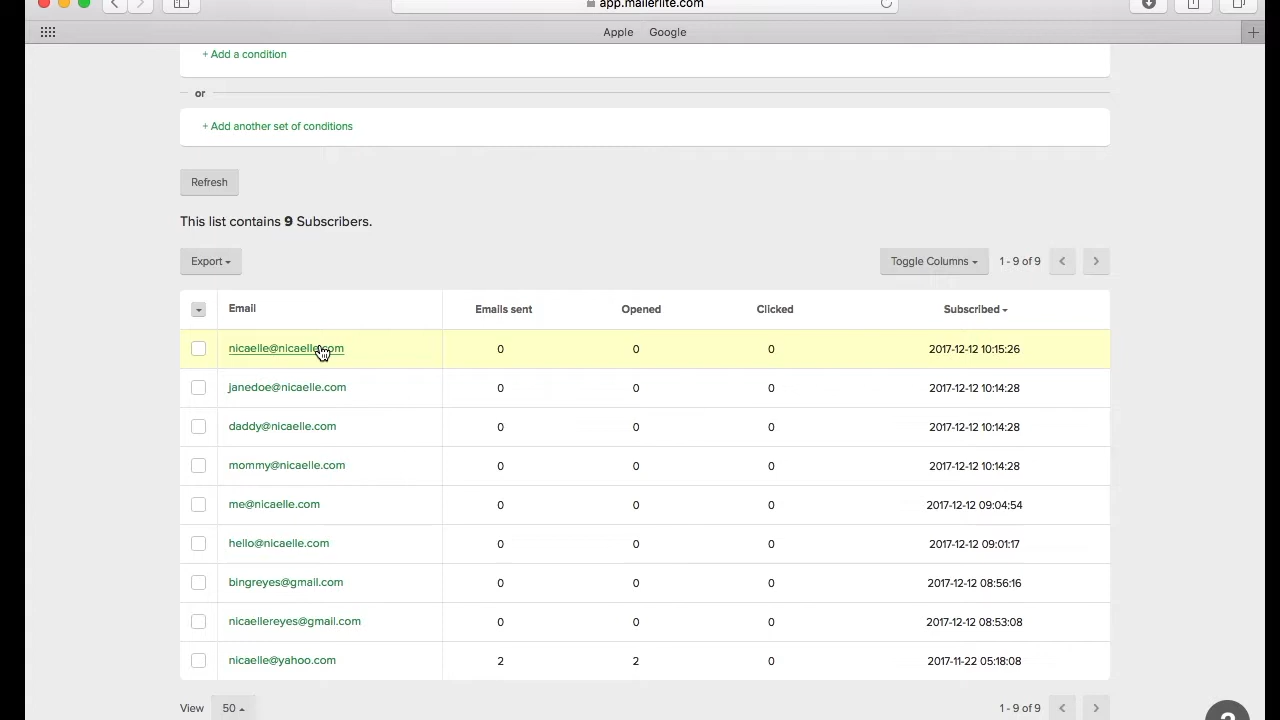 app.mailerlite.com
Apple Google
+ Add a condition
or
+ Add another set of conditions
Refresh
This list contains 9 Subscribers.
Export Toggle Columns 1 - 9 of 9
Email Emails sent Opened Clicked Subscribed
nicaelle@nicaelle.com 0 0 0 2017-12-12 10:15:26
janedoe@nicaelle.com 0 0 0 2017-12-12 10:14:28
daddy@nicaelle.com 0 0 0 2017-12-12 10:14:28
mommy@nicaelle.com 0 0 0 2017-12-12 10:14:28
me@nicaelle.com 0 0 0 2017-12-12 09:04:54
hello@nicaelle.com 0 0 0 2017-12-12 09:01:17
bingreyes@gmail.com 0 0 0 2017-12-12 08:56:16
nicaellereyes@gmail.com 0 0 0 2017-12-12 08:53:08
nicaelle@yahoo.com 2 2 0 2017-11-22 05:18:08
View 50 1 - 9 of 9
?